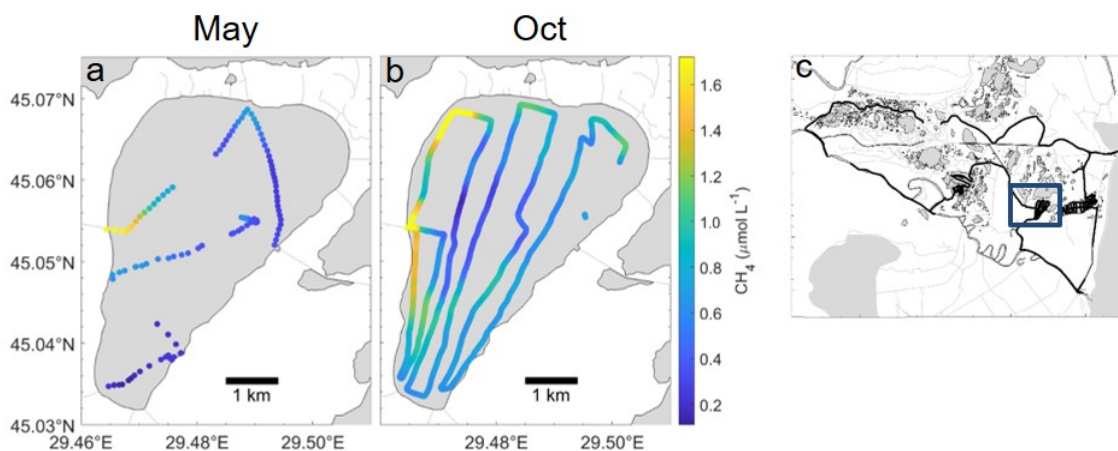 May
Oct
a
b
c
45.07°N
45.06°N
45.05°N
45.04°N
45.03°N
29.46°E
29.48°E
29.50°E
1 km
29.48°E
29.50°E
1 km
1.6
1.4
1.2
1.0
0.8
0.6
0.4
0.2
CH₄ (μmol L⁻¹)